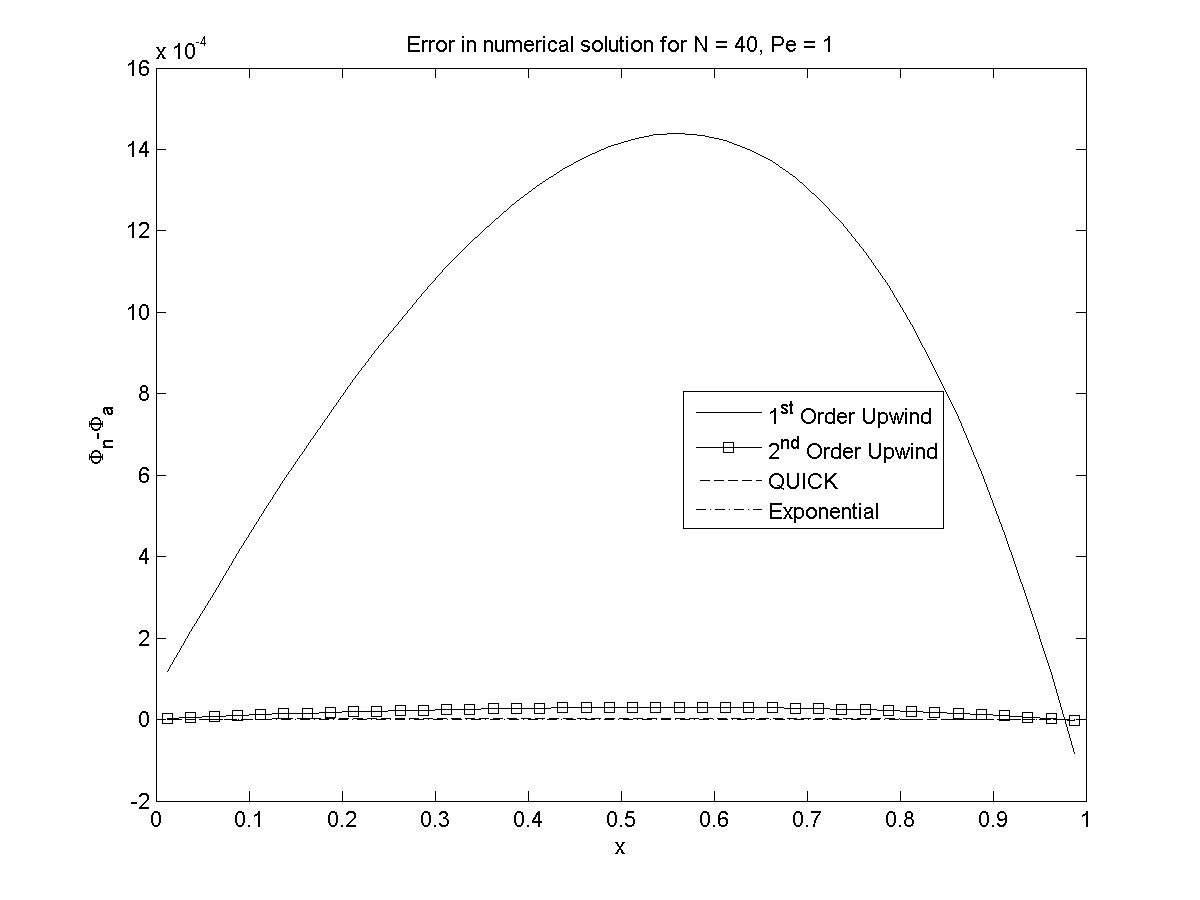 Error in numerical solution for N = 40, Pe = 1
x 10^-4
16
14
12
10
8
6
4
2
0
-2
Φn-Φa
1st Order Upwind
2nd Order Upwind
QUICK
Exponential
0 0.1 0.2 0.3 0.4 0.5 0.6 0.7 0.8 0.9 1
x